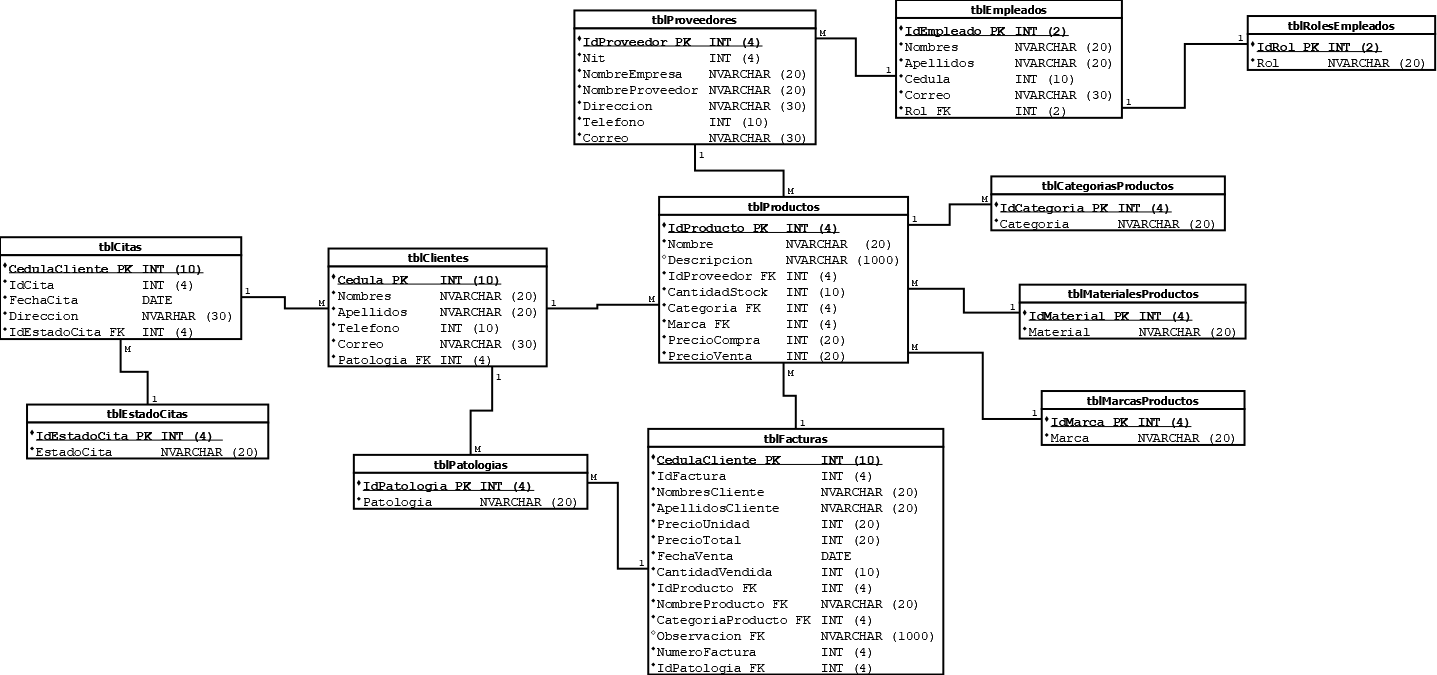 tblProveedores
IdProveedor PK INT (4)
Nit INT (4)
NombreEmpresa NVARCHAR (20)
NombreProveedor NVARCHAR (20)
Direccion NVARCHAR (30)
Telefono INT (10)
Correo NVARCHAR (30)
M
1
1
M
tblEmpleados
IdEmpleado PK INT (2)
Nombres NVARCHAR (20)
Apellidos NVARCHAR (20)
Cedula INT (10)
Correo NVARCHAR (30)
Rol FK INT (2)
1
1
tblRolesEmpleados
IdRol PK INT (2)
Rol NVARCHAR (20)
tblCitas
CedulaCliente PK INT (10)
IdCita INT (4)
FechaCita DATE
Direccion NVARHAR (30)
IdEstadoCita FK INT (4)
1
M
M
1
tblEstadoCitas
IdEstadoCita PK INT (4)
EstadoCita NVARCHAR (20)
tblClientes
Cedula PK INT (10)
Nombres NVARCHAR (20)
Apellidos NVARCHAR (20)
Telefono INT (10)
Correo NVARCHAR (30)
Patologia FK INT (4)
1
M
1
M
tblPatologias
IdPatologia PK INT (4)
Patologia NVARCHAR (20)
M
1
tblProductos
IdProducto PK INT (4)
Nombre NVARCHAR (20)
Descripcion NVARCHAR (1000)
IdProveedor FK INT (4)
CantidadStock INT (10)
Categoria FK INT (4)
Marca FK INT (4)
PrecioCompra INT (20)
PrecioVenta INT (20)
1
M
M
1
M
1
M
1
tblCategoriasProductos
IdCategoria PK INT (4)
Categoria NVARCHAR (20)
tblMaterialesProductos
IdMaterial PK INT (4)
Material NVARCHAR (20)
tblMarcasProductos
IdMarca PK INT (4)
Marca NVARCHAR (20)
tblFacturas
CedulaCliente PK INT (10)
IdFactura INT (4)
NombresCliente NVARCHAR (20)
ApellidosCliente NVARCHAR (20)
PrecioUnidad INT (20)
PrecioTotal INT (20)
FechaVenta DATE
CantidadVendida INT (10)
IdProducto FK INT (4)
NombreProducto FK NVARCHAR (20)
CategoriaProducto FK INT (4)
Observacion FK NVARCHAR (1000)
NumeroFactura INT (4)
IdPatologia FK INT (4)